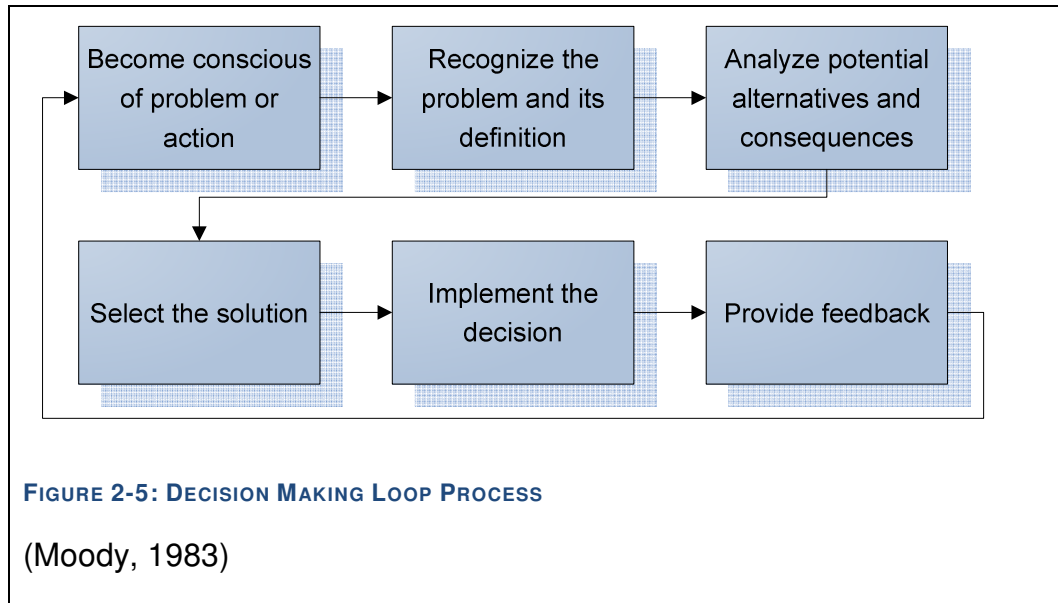 Become conscious
of problem or
action
Recognize the
problem and its
definition
Analyze potential
alternatives and
consequences
Select the solution
Implement the
decision
Provide feedback
FIGURE 2-5: DECISION MAKING LOOP PROCESS
(Moody, 1983)